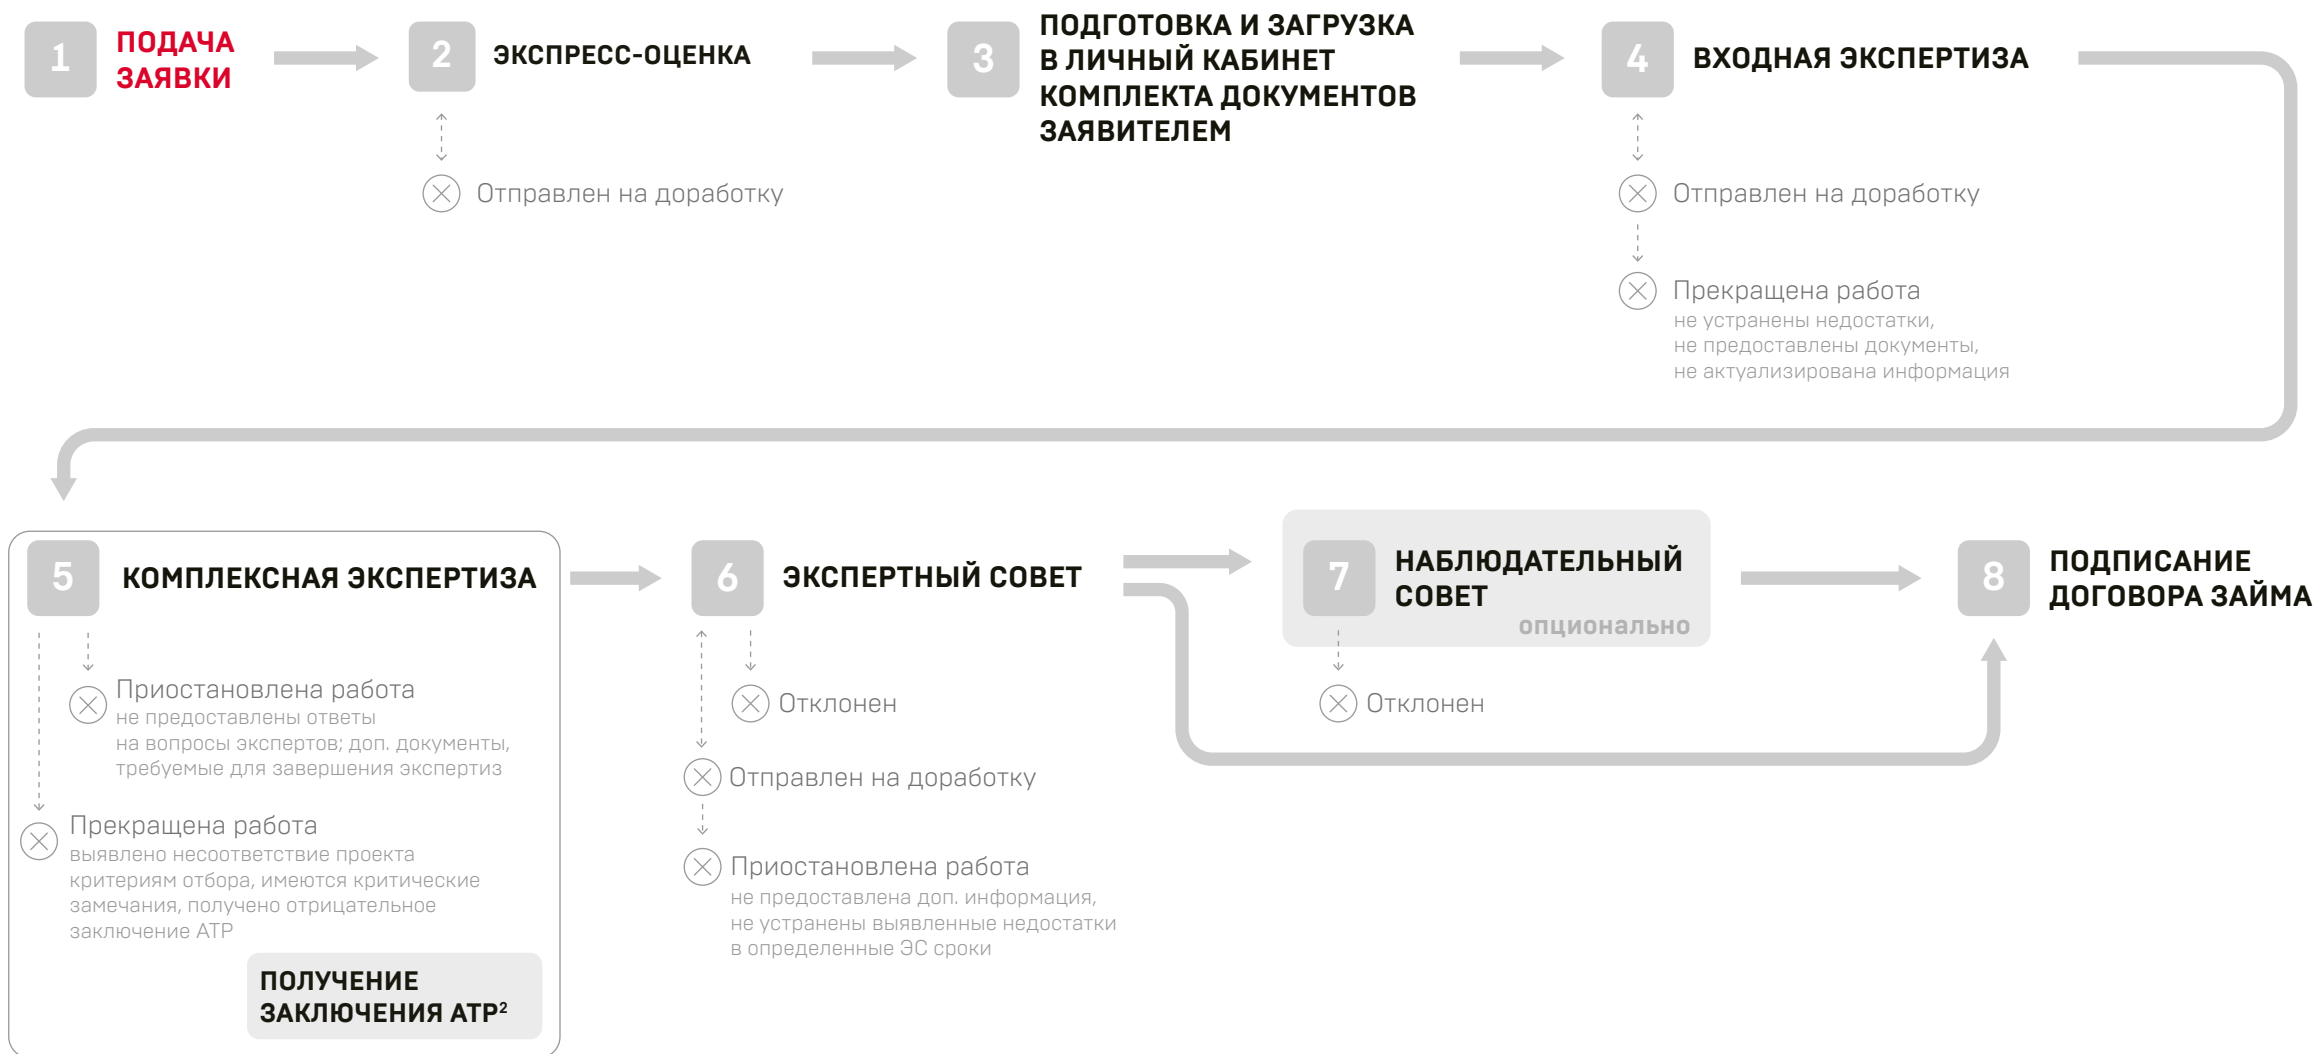 1
ПОДАЧА
ЗАЯВКИ
2
ЭКСПРЕСС-ОЦЕНКА
Отправлен на доработку
3
ПОДГОТОВКА И ЗАГРУЗКА
В ЛИЧНЫЙ КАБИНЕТ
КОМПЛЕКТА ДОКУМЕНТОВ
ЗАЯВИТЕЛЕМ
4
ВХОДНАЯ ЭКСПЕРТИЗА
Отправлен на доработку
Прекращена работа
не устранены недостатки,
не предоставлены документы,
не актуализирована информация
5
КОМПЛЕКСНАЯ ЭКСПЕРТИЗА
Приостановлена работа
не предоставлены ответы
на вопросы экспертов; доп. документы,
требуемые для завершения экспертиз
Прекращена работа
выявлено несоответствие проекта
критериям отбора, имеются критические
замечания, получено отрицательное
заключение АТР
ПОЛУЧЕНИЕ
ЗАКЛЮЧЕНИЯ АТР²
6
ЭКСПЕРТНЫЙ СОВЕТ
Отклонен
Отправлен на доработку
Приостановлена работа
не предоставлена доп. информация,
не устранены выявленные недостатки
в определенные ЭС сроки
7
НАБЛЮДАТЕЛЬНЫЙ
СОВЕТ
опционально
Отклонен
8
ПОДПИСАНИЕ
ДОГОВОРА ЗАЙМА